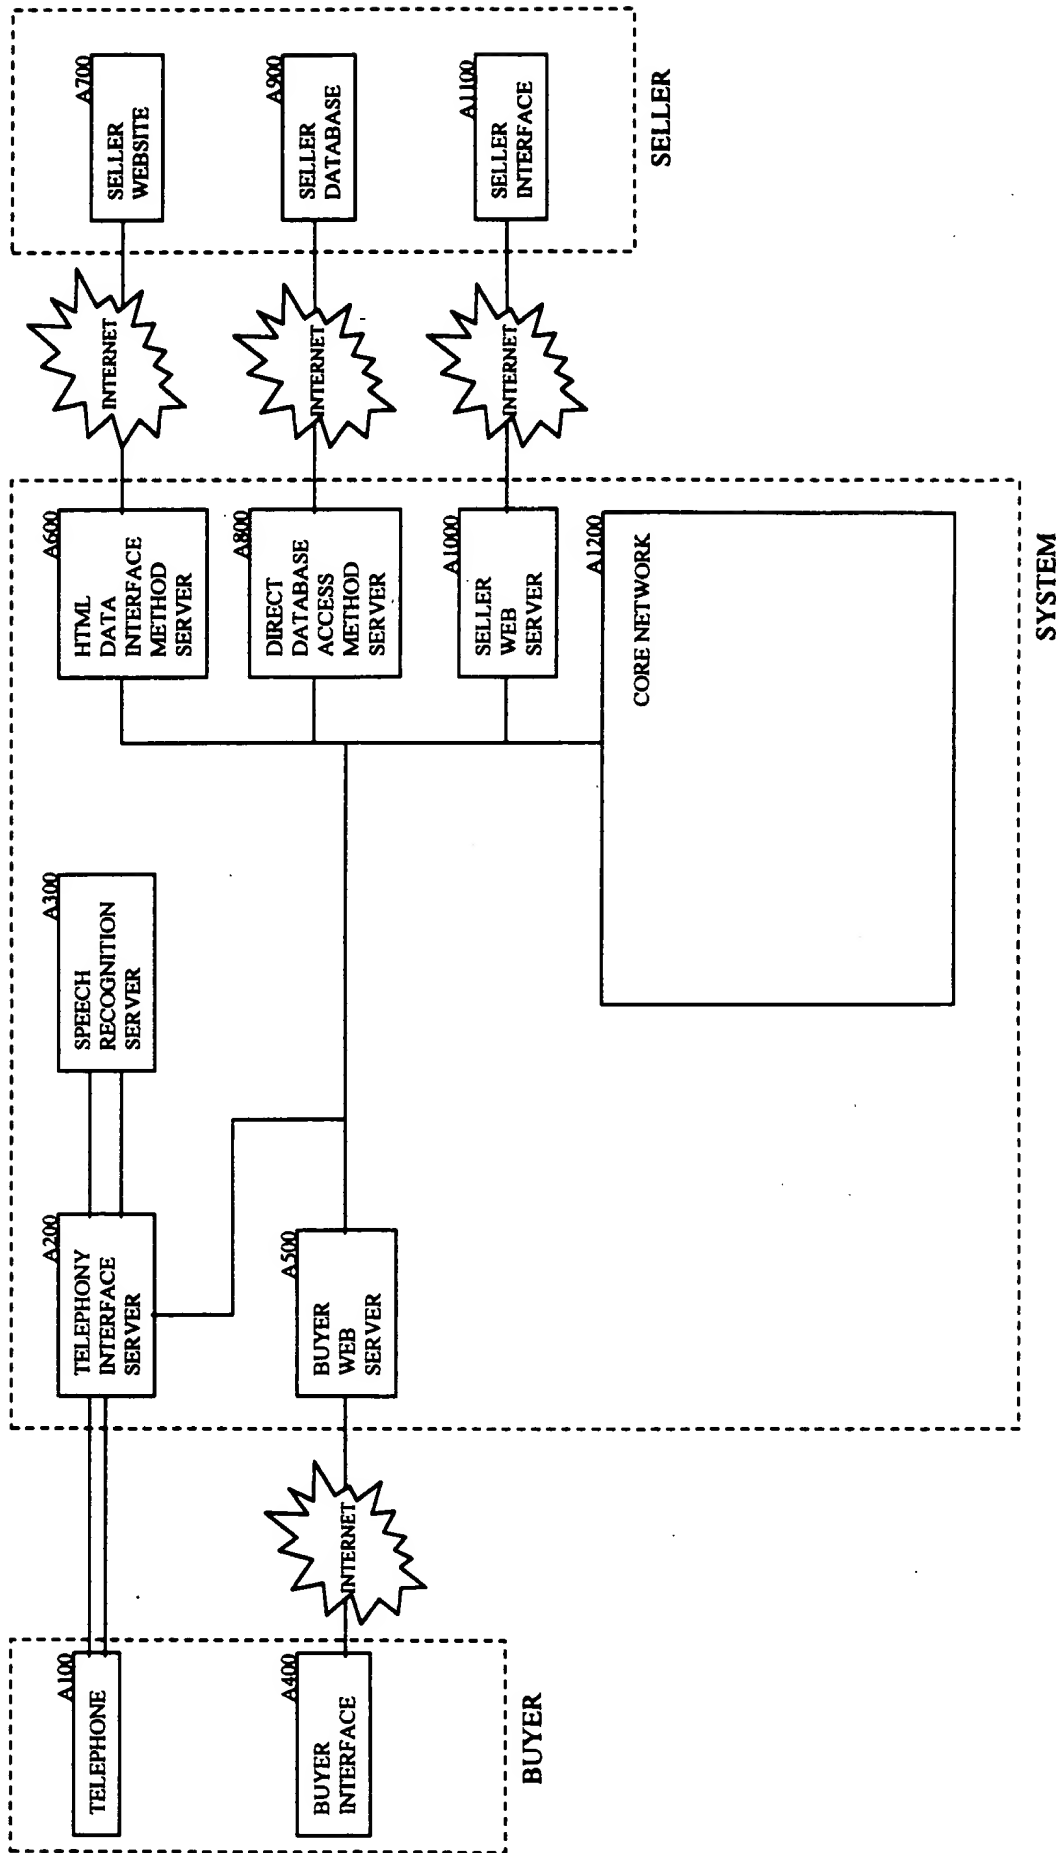 A100
TELEPHONE
A400
BUYER
INTERFACE
BUYER
INTERNET
A200
TELEPHONY
INTERFACE
SERVER
A300
SPEECH
RECOGNITION
SERVER
A500
BUYER
WEB
SERVER
A600
HTML
DATA
INTERFACE
METHOD
SERVER
A800
DIRECT
DATABASE
ACCESS
METHOD
SERVER
A1000
SELLER
WEB
SERVER
A1200
CORE NETWORK
SYSTEM
INTERNET
INTERNET
INTERNET
A700
SELLER
WEBSITE
A900
SELLER
DATABASE
A1100
SELLER
INTERFACE
SELLER